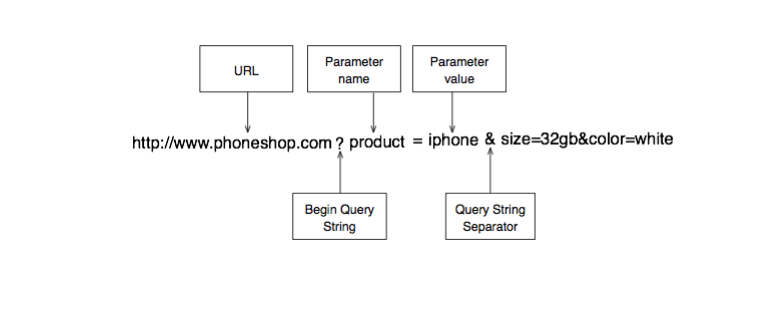 URL
Parameter
name
Parameter
value
http://www.phoneshop.com ? product = iphone & size=32gb&color=white
Begin Query
String
Query String
Separator